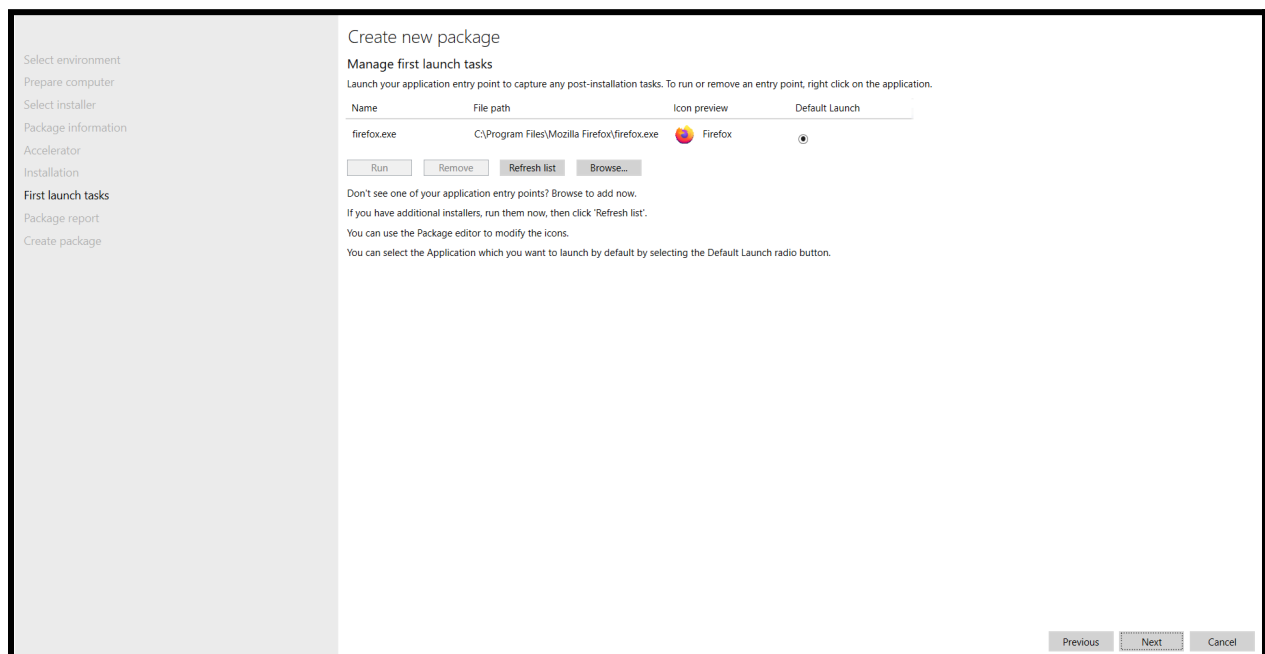 Create new package
Select environment
Prepare computer
Select installer
Package information
Accelerator
Installation
First launch tasks
Package report
Create package
Manage first launch tasks
Launch your application entry point to capture any post-installation tasks. To run or remove an entry point, right click on the application.
Name File path Icon preview Default Launch
firefox.exe C:\Program Files\Mozilla Firefox\firefox.exe Firefox
Run Remove Refresh list Browse...
Don't see one of your application entry points? Browse to add now.
If you have additional installers, run them now, then click 'Refresh list'.
You can use the Package editor to modify the icons.
You can select the Application which you want to launch by default by selecting the Default Launch radio button.
Previous Next Cancel